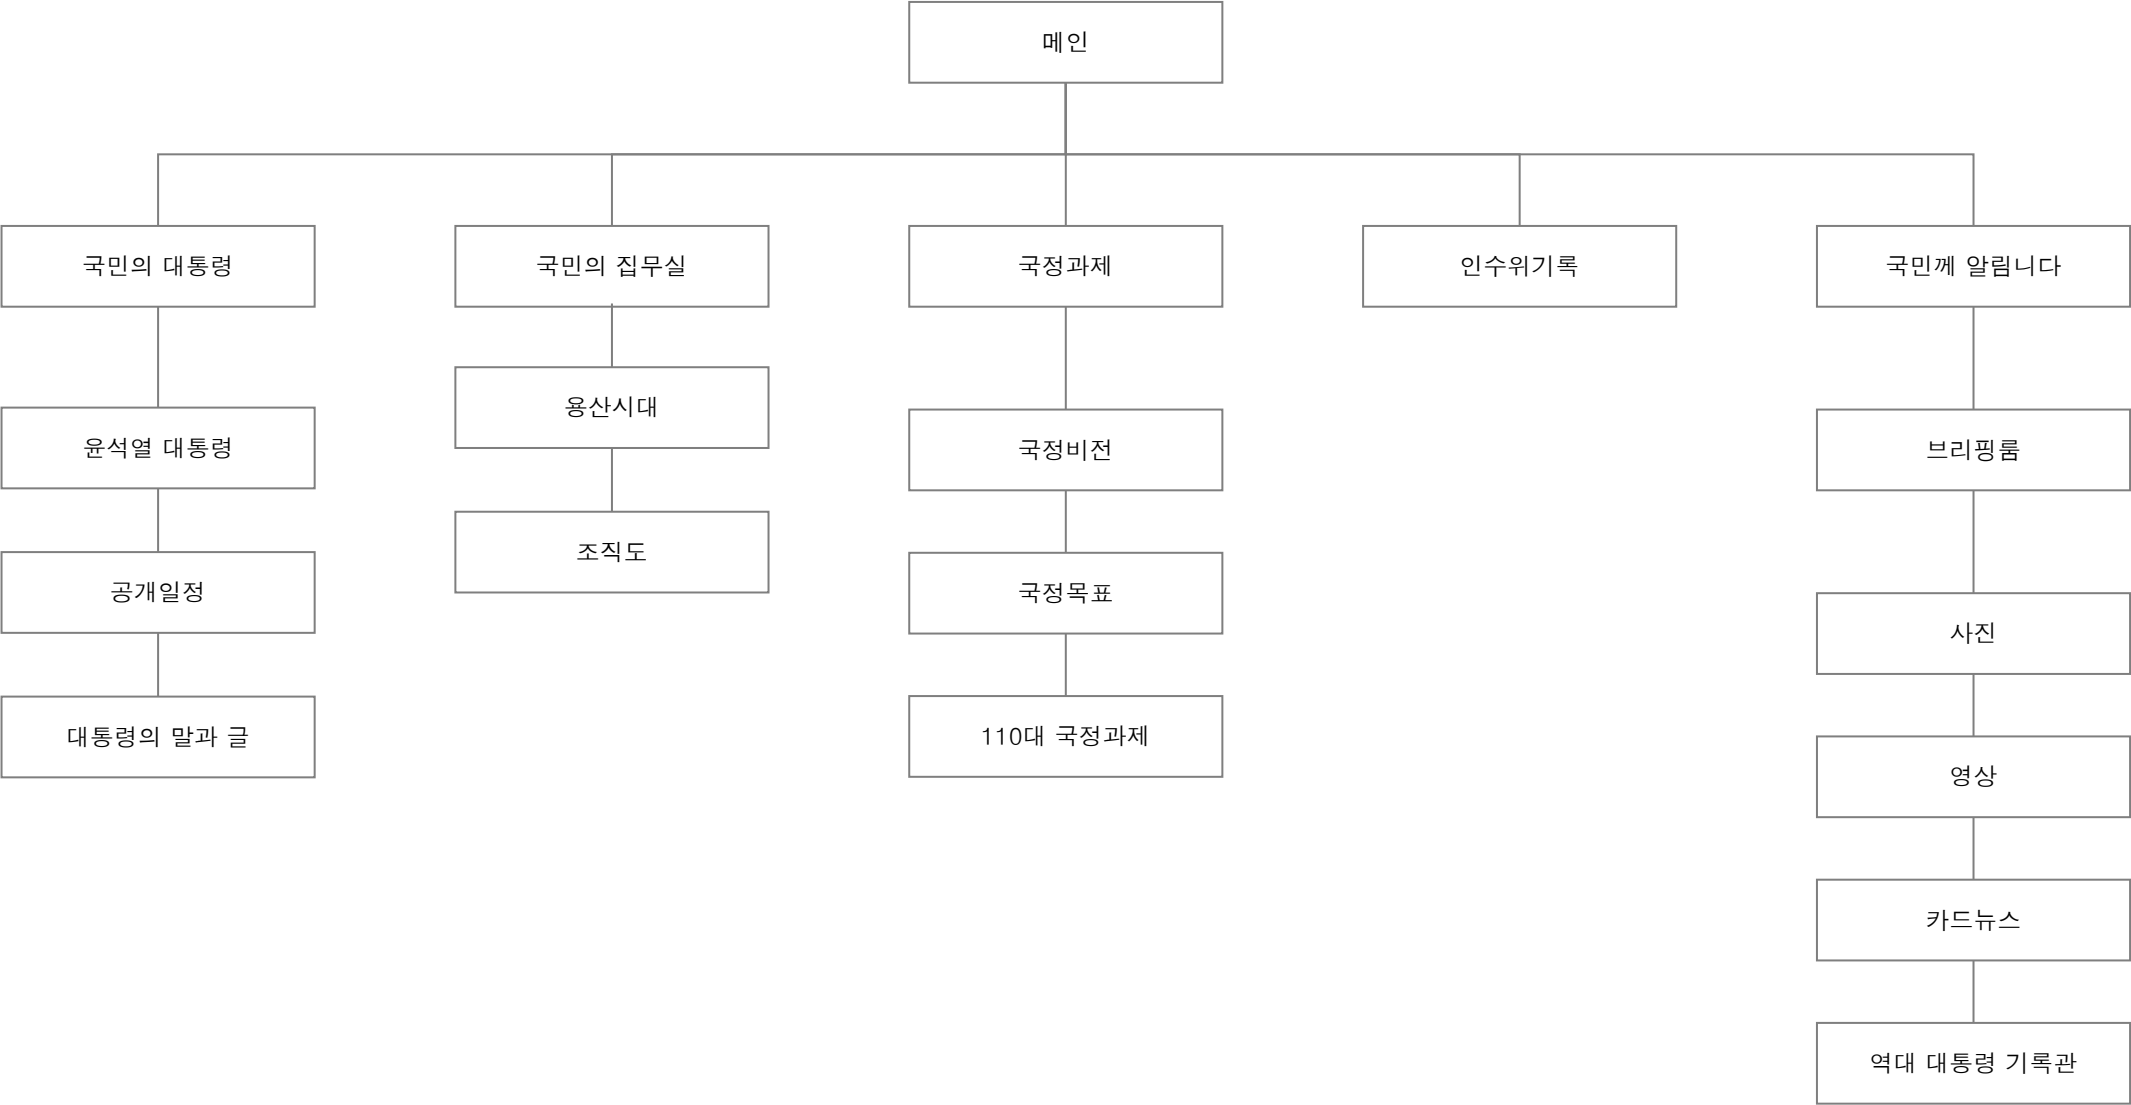 메인
국민의 대통령
국민의 집무실
국정과제
인수위기록
국민께 알림니다
윤석열 대통령
공개일정
대통령의 말과 글
용산시대
조직도
국정비전
국정목표
110대 국정과제
브리핑룸
사진
영상
카드뉴스
역대 대통령 기록관